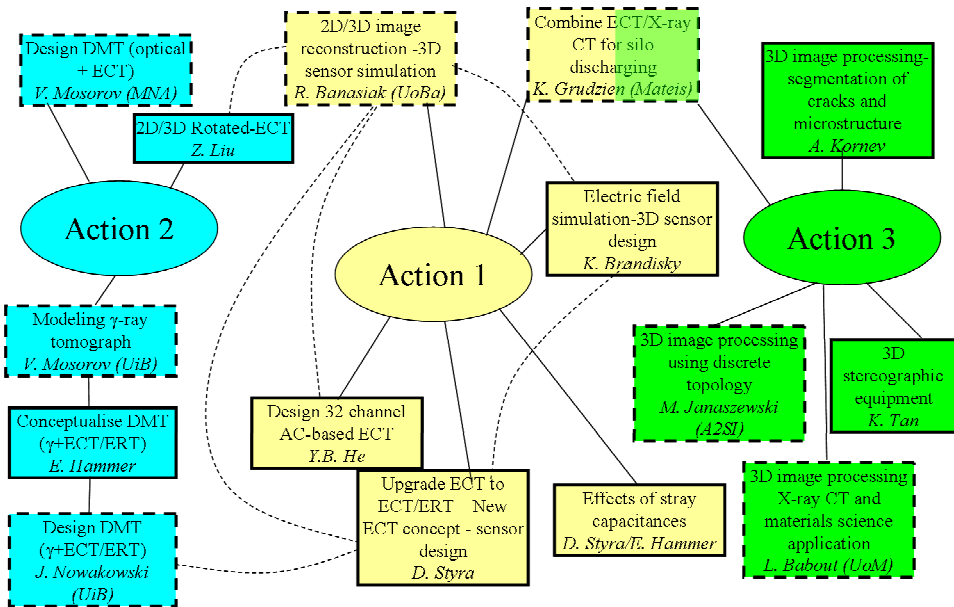 Design DMT (optical
+ ECT)
V. Mosorov (MNA)
2D/3D Rotated-ECT
Z. Liu
Action 2
Modeling γ-ray
tomograph
V. Mosorov (UiB)
Conceptualise DMT
(γ+ECT/ERT)
E. Hammer
Design DMT
(γ+ECT/ERT)
J. Nowakowski
(UiB)
2D/3D image
reconstruction -3D
sensor simulation
R. Banasiak (UoBa)
Combine ECT/X-ray
CT for silo
discharging
K. Grudzien (Mateis)
Electric field
simulation-3D sensor
design
K. Brandisky
Action 1
Design 32 channel
AC-based ECT
Y.B. He
Upgrade ECT to
ECT/ERT New
ECT concept - sensor
design
D. Styra
Effects of stray
capacitances
D. Styra/E. Hammer
3D image processing-
segmentation of
cracks and
microstructure
A. Kornev
Action 3
3D image processing
using discrete
topology
M. Janaszewski
(A2SI)
3D
stereographic
equipment
K. Tan
3D image processing
X-ray CT and
materials science
application
L. Babout (UoM)